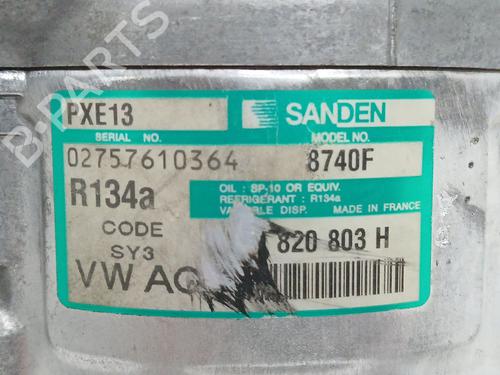 B-PARTS
PXE13 SANDEN
SERIAL NO. MODEL NO.
02757610364 8740F
R134a OIL : SP-10 OR EQUIV.
REFRIGERANT : R134a
VARIABLE DISP. MADE IN FRANCE
CODE
SY3
820 803 H
VW